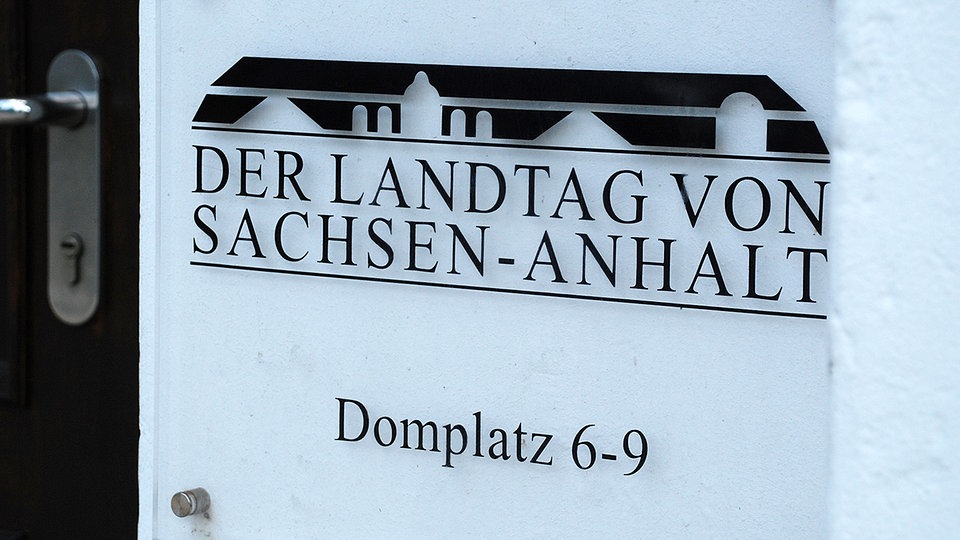 DER LANDTAG VON
SACHSEN-ANHALT
Domplatz 6-9